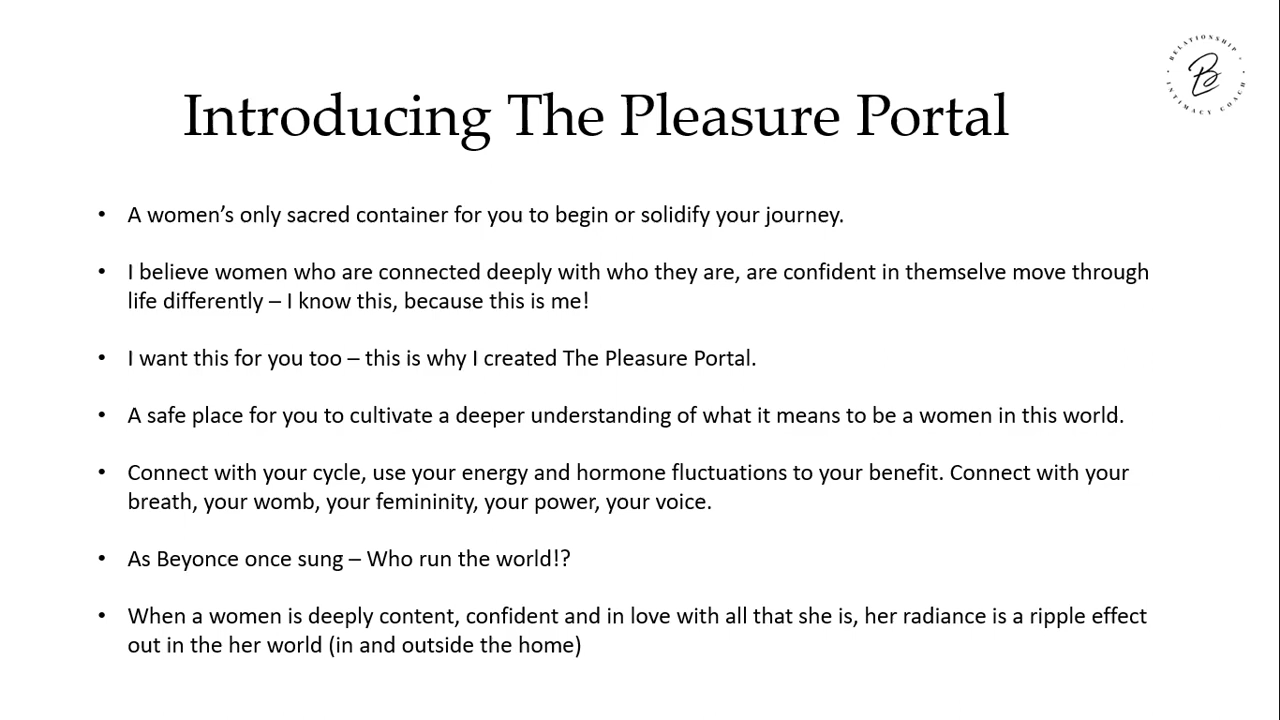 RELATIONSHIP
B
INTIMACY COACH
Introducing The Pleasure Portal
• A women’s only sacred container for you to begin or solidify your journey.
• I believe women who are connected deeply with who they are, are confident in themselve move through
life differently – I know this, because this is me!
• I want this for you too – this is why I created The Pleasure Portal.
• A safe place for you to cultivate a deeper understanding of what it means to be a women in this world.
• Connect with your cycle, use your energy and hormone fluctuations to your benefit. Connect with your
breath, your womb, your femininity, your power, your voice.
• As Beyonce once sung – Who run the world!?
• When a women is deeply content, confident and in love with all that she is, her radiance is a ripple effect
out in the her world (in and outside the home)